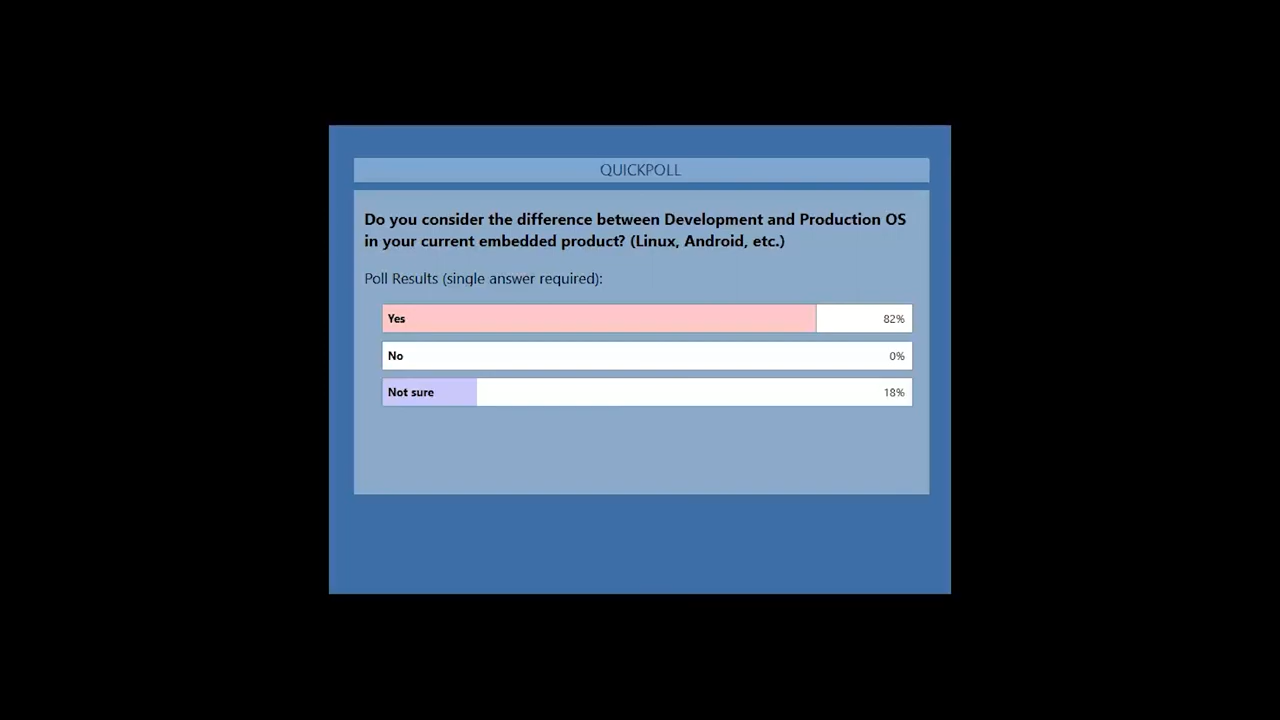 QUICKPOLL
Do you consider the difference between Development and Production OS
in your current embedded product? (Linux, Android, etc.)
Poll Results (single answer required):
Yes 82%
No 0%
Not sure 18%